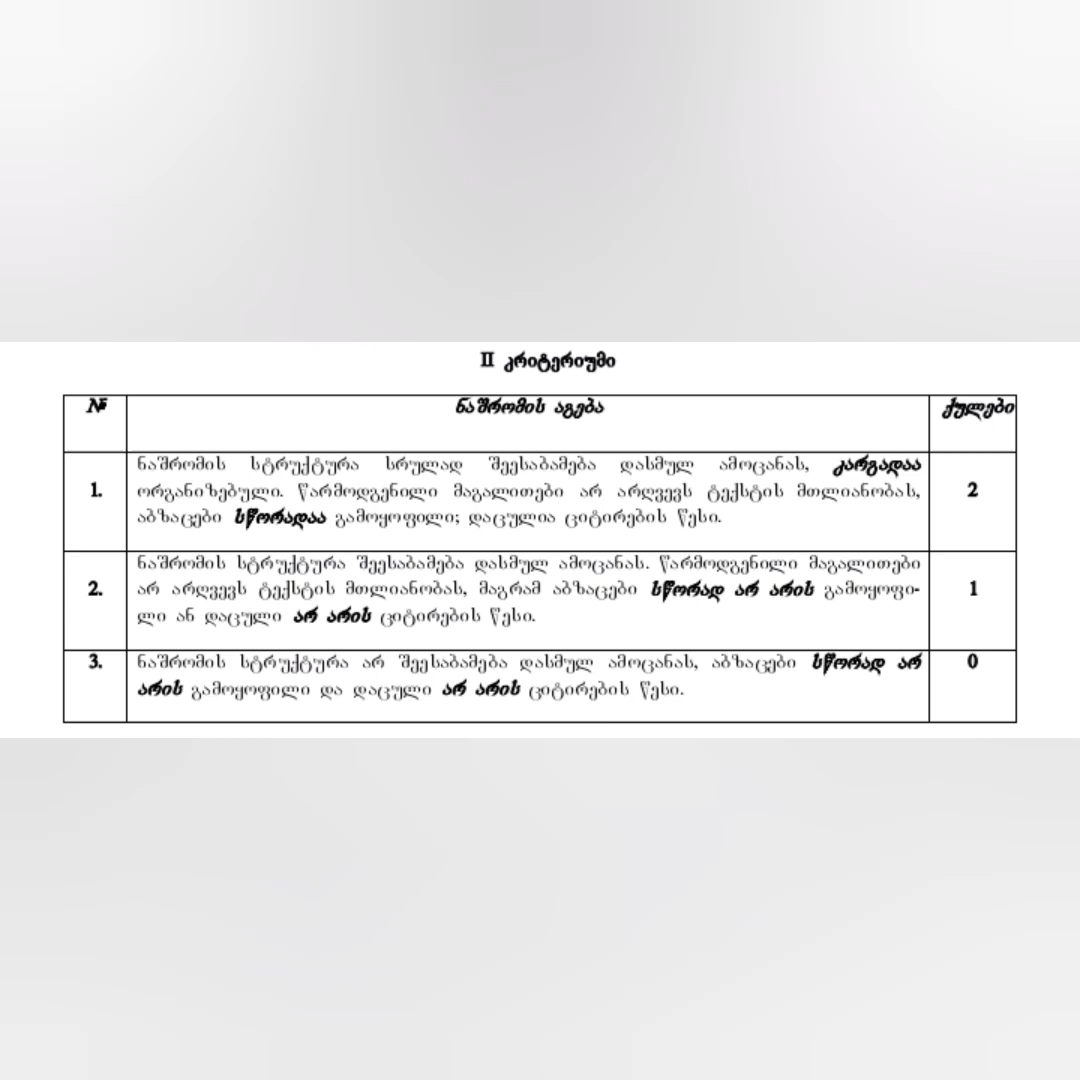 II კრიტერიუმი
№ ნაშრომის აგება ქულები
ნაშრომის სტრუქტურა სრულად შეესაბამება დასმულ ამოცანას, კარგადაა
1. ორგანიზებული. წარმოდგენილი მაგალითები არ არღვევს ტექსტის მთლიანობას, 2
აბზაცები სწორადაა გამოყოფილი; დაცულია ციტირების წესი.
ნაშრომის სტრუქტურა შეესაბამება დასმულ ამოცანას. წარმოდგენილი მაგალითები
2. არ არღვევს ტექსტის მთლიანობას, მაგრამ აბზაცები სწორად არ არის გამოყოფი- 1
ლი ან დაცული არ არის ციტირების წესი.
3. ნაშრომის სტრუქტურა არ შეესაბამება დასმულ ამოცანას, აბზაცები სწორად არ 0
არის გამოყოფილი და დაცული არ არის ციტირების წესი.